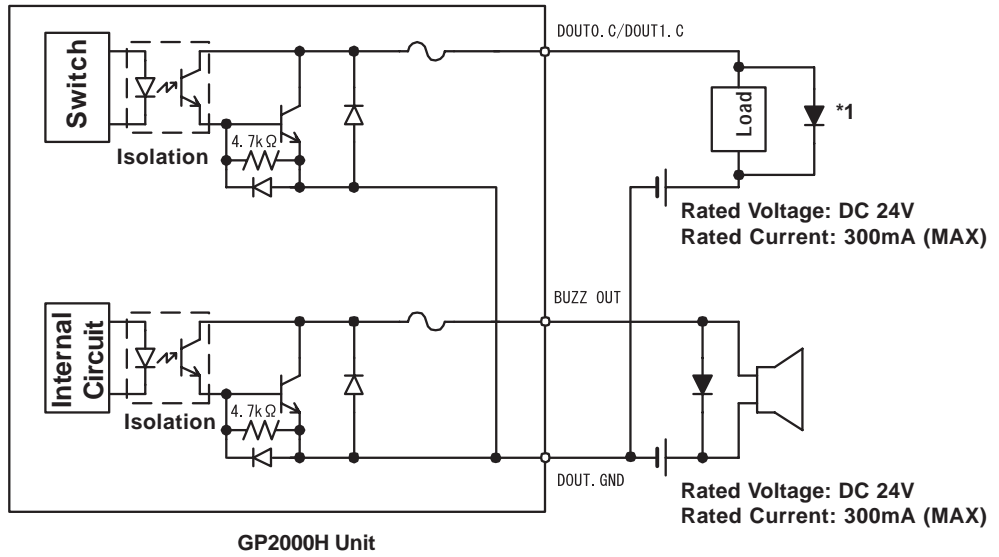 DOUT0.C/DOUT1.C
Switch
Load
*1
4.7kΩ
Isolation
Rated Voltage: DC 24V
Rated Current: 300mA (MAX)
BUZZ OUT
Internal
Circuit
4.7kΩ
Isolation
DOUT.GND
Rated Voltage: DC 24V
Rated Current: 300mA (MAX)
GP2000H Unit